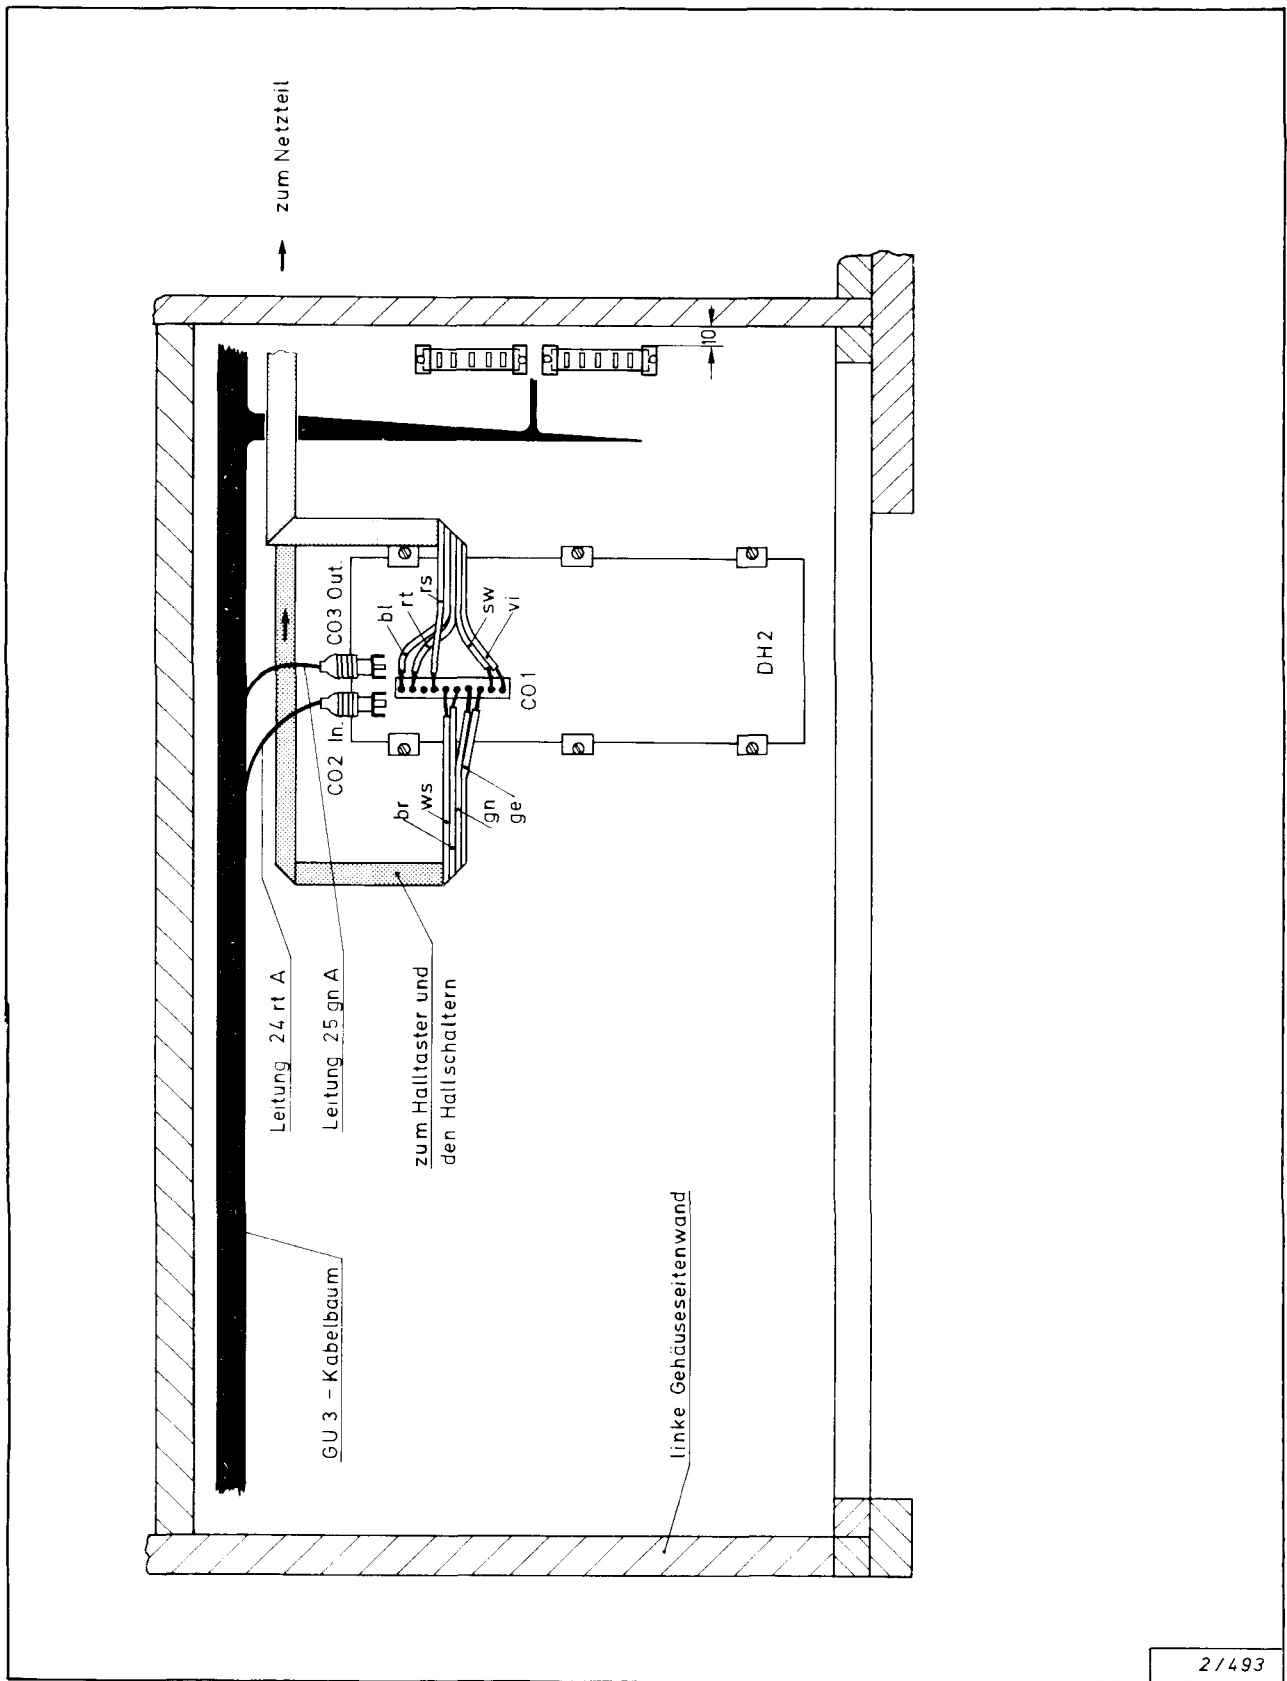 zum Netzteil
10
CO2 In.
CO3 Out.
bl
rt
rs
sw
vi
CO1
DH2
br
ws
gn
ge
Leitung 24 rt A
Leitung 25 gn A
zum Halltaster und
den Hallschaltern
GU 3 - Kabelbaum
linke Gehäuseseitenwand
2/493